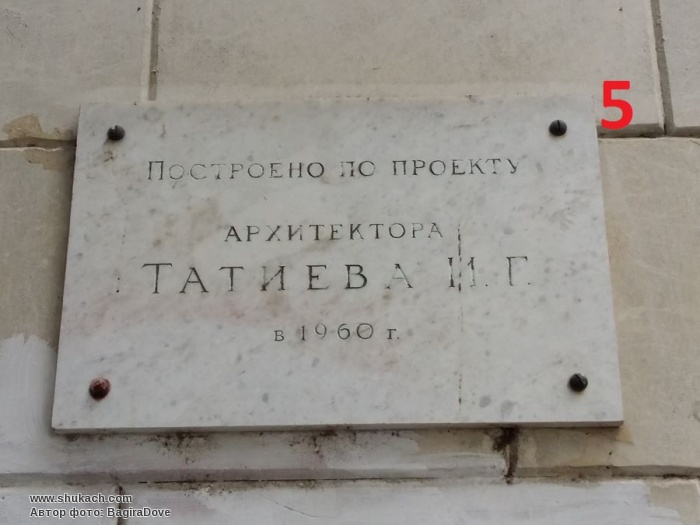 5
Построено по проекту
архитектора
Татиева И. Г.
в 1960 г.
www.shukach.com
Автор фото: BagiraDove